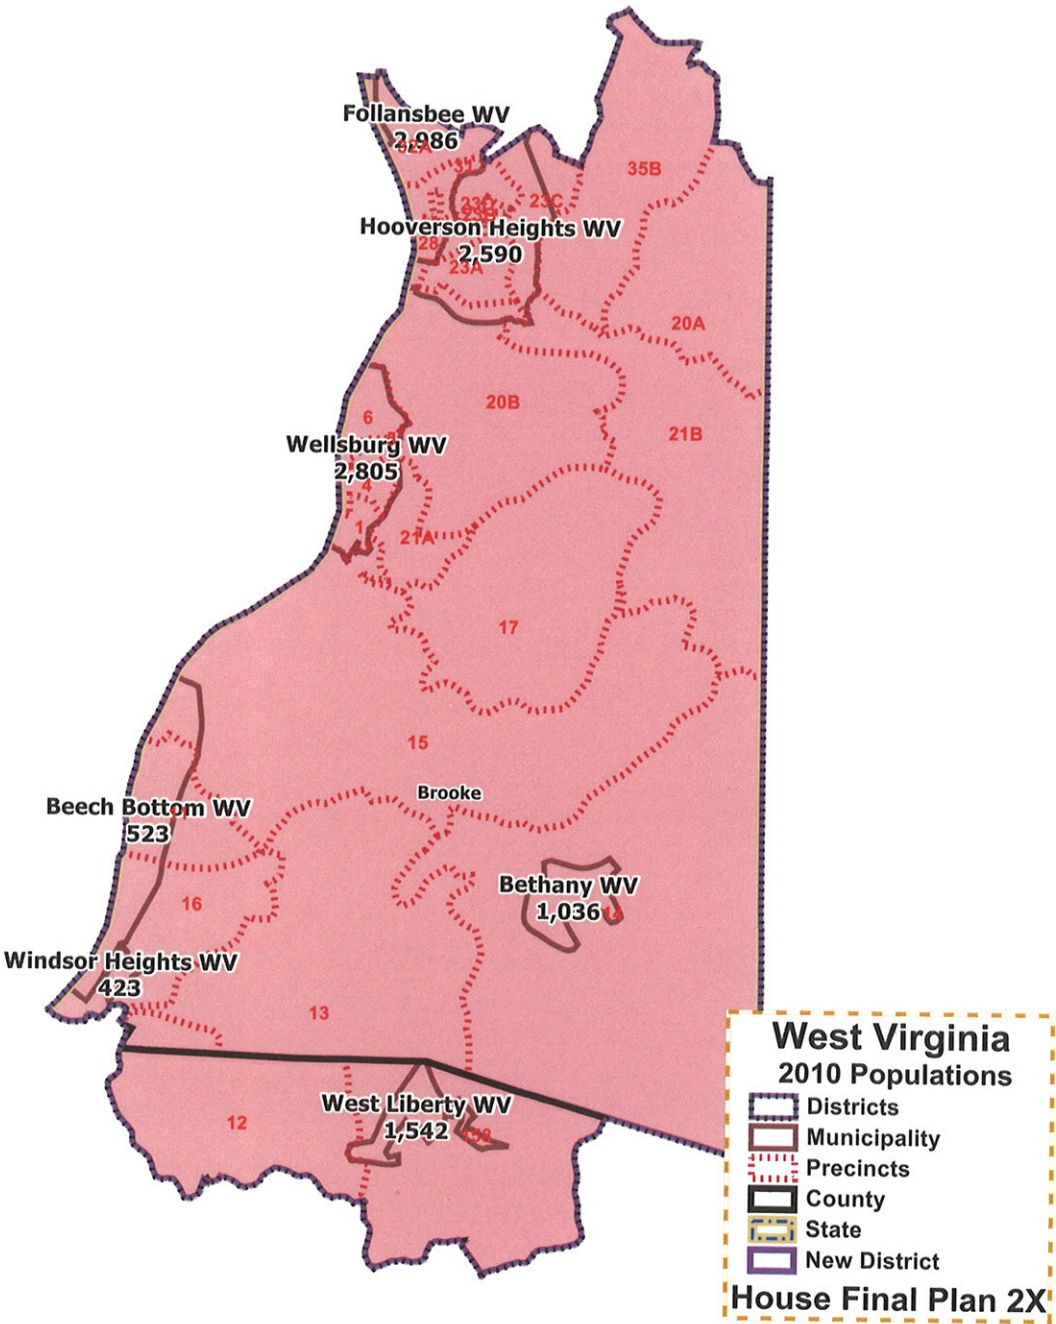 Follansbee WV
2,986
32A
31
35B
23C
Hooverson Heights WV
28
2,590
23A
20A
20B
6
21B
Wellsburg WV
2,805
4
1
21A
17
15
Brooke
Beech Bottom WV
523
Bethany WV
1,036
14
16
Windsor Heights WV
423
13
West Liberty WV
1,542
12
West Virginia
2010 Populations
Districts
Municipality
Precincts
County
State
New District
House Final Plan 2X